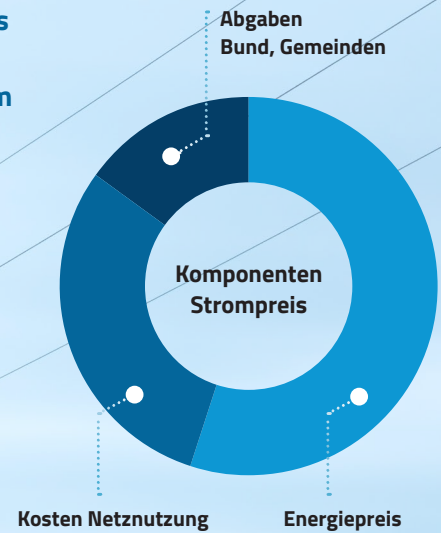 s
m
Abgaben
Bund, Gemeinden
Komponenten
Strompreis
Kosten Netznutzung
Energiepreis